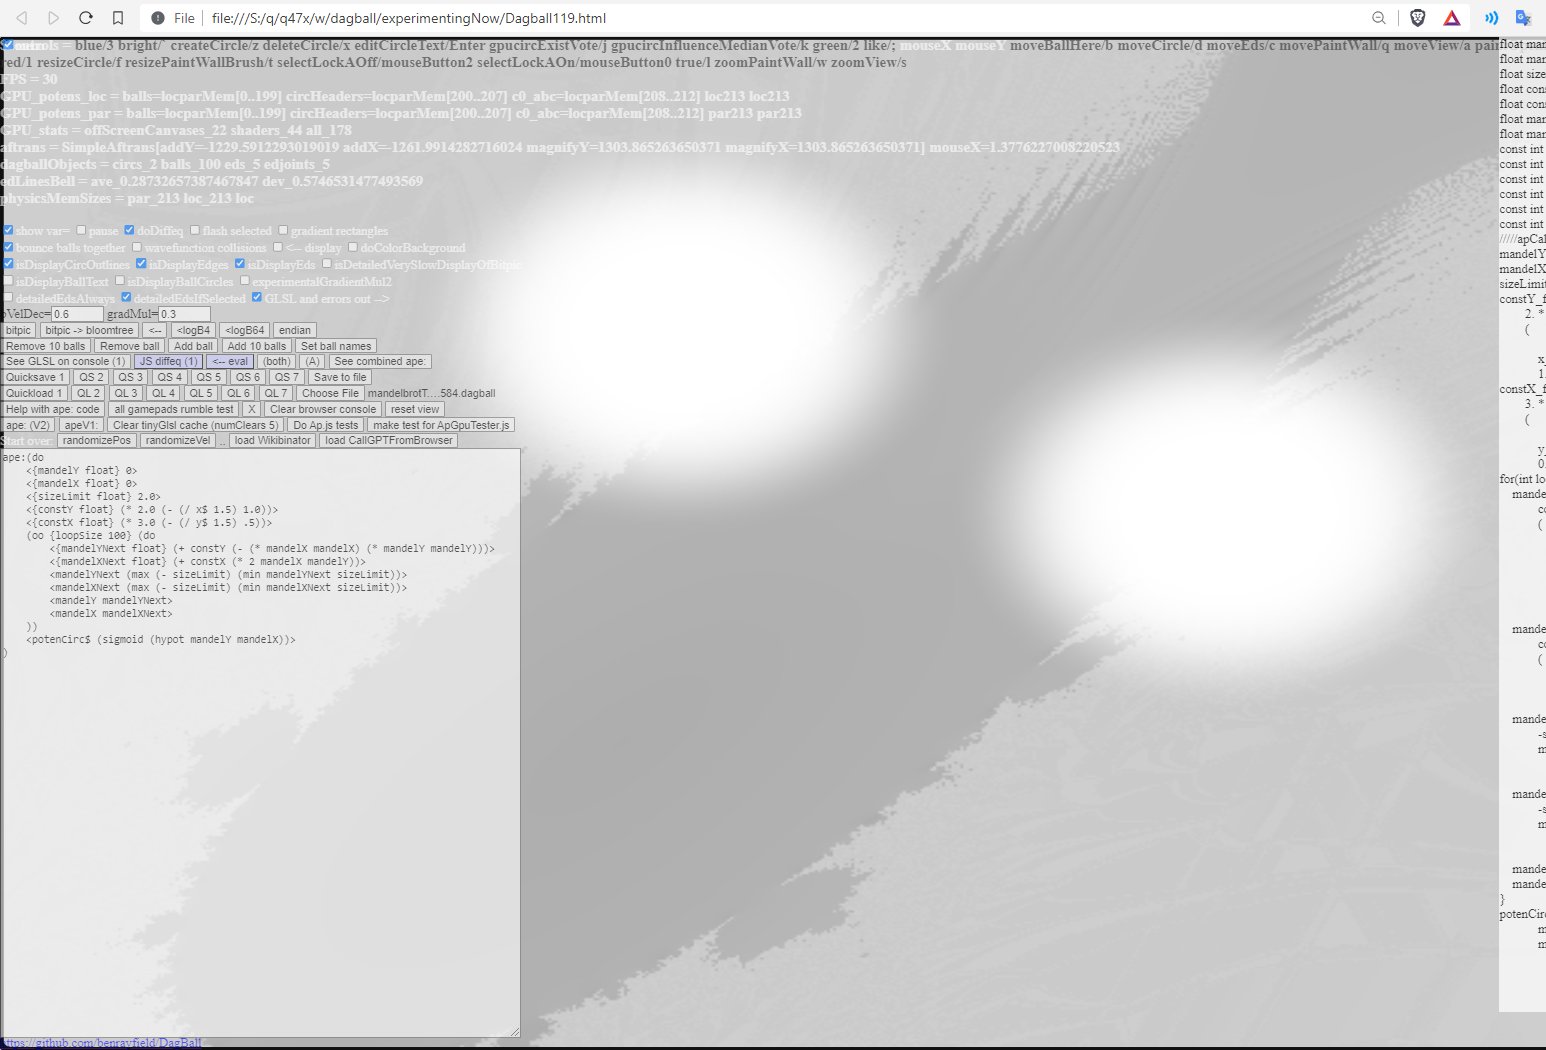 File file:///S:/q/q47x/w/dagball/experimentingNow/Dagball119.html
= blue/3 bright/` createCircle/z deleteCircle/x editCircleText/Enter gpucircExistVote/j gpucircInfluenceMedianVote/k green/2 like/; mouseX mouseY moveBallHere/b moveCircle/d moveEds/c movePaintWall/q moveView/a pain
red/1 resizeCircle/f resizePaintWallBrush/t selectLockAOff/mouseButton2 selectLockAOn/mouseButton0 true/l zoomPaintWall/w zoomView/s
FPS = 30
GPU_potens_loc = balls=locparMem[0..199] circHeaders=locparMem[200..207] c0_abc=locparMem[208..212] loc213 loc213
GPU_potens_par = balls=locparMem[0..199] circHeaders=locparMem[200..207] c0_abc=locparMem[208..212] par213 par213
GPU_stats = offScreenCanvases_22 shaders_44 all_178
aftrans = SimpleAftrans[addY=-1229.5912293019019 addX=-1261.9914282716024 magnifyY=1303.865263650371 magnifyX=1303.865263650371] mouseX=1.3776227008220523
dagballObjects = circs_2 balls_100 eds_5 edjoints_5
edLinesBell = ave_0.28732657387467847 dev_0.5746531477493569
physicsMemSizes = par_213 loc_213 loc
show var= pause doDiffeq flash selected gradient rectangles
bounce balls together wavefunction collisions <-- display doColorBackground
isDisplayCircOutlines isDisplayEdges isDisplayEds isDetailedVerySlowDisplayOfBitpic
isDisplayBallText isDisplayBallCircles experimentalGradientMul2
detailedEdsAlways detailedEdsIfSelected GLSL and errors out -->
VelDec= 0.6 gradMul= 0.3
bitpic bitpic -> bloomtree <-- <logB4 <logB64 endian
Remove 10 balls Remove ball Add ball Add 10 balls Set ball names
See GLSL on console (1) JS diffeq (1) <-- eval (both) (A) See combined ape:
Quicksave 1 QS 2 QS 3 QS 4 QS 5 QS 6 QS 7 Save to file
Quickload 1 QL 2 QL 3 QL 4 QL 5 QL 6 QL 7 Choose File mandelbrotT....584.dagball
Help with ape: code all gamepads rumble test X Clear browser console reset view
ape: (V2) apeV1: Clear tinyGlsl cache (numClears 5) Do Ap.js tests make test for ApGpuTester.js
Start over: randomizePos randomizeVel .. load Wikibinator load CallGPTFromBrowser
ape:(do
<{mandelY float} 0>
<{mandelX float} 0>
<{sizeLimit float} 2.0>
<{constY float} (* 2.0 (- (/ x$ 1.5) 1.0))>
<{constX float} (* 3.0 (- (/ y$ 1.5) .5))>
(oo {loopSize 100} (do
<{mandelYNext float} (+ constY (- (* mandelX mandelX) (* mandelY mandelY)))>
<{mandelXNext float} (+ constX (* 2 mandelX mandelY))>
<mandelYNext (max (- sizeLimit) (min mandelYNext sizeLimit))>
<mandelXNext (max (- sizeLimit) (min mandelXNext sizeLimit))>
<mandelY mandelYNext>
<mandelX mandelXNext>
))
<potenCirc$ (sigmoid (hypot mandelY mandelX))>
)
https://github.com/benrayfield/DagBall
float man
float man
float size
float con
float con
float man
float man
const int
const int
const int
const int
const int
const int
/////apCal
mandelY
mandelX
sizeLimit
constY_f
2. *
(
x_
1.
constX_f
3. *
(
y_
0.
for(int lo
mande
co
(
mande
co
(
mande
-s
m
mande
-s
m
mande
mande
}
potenCirc
m
m